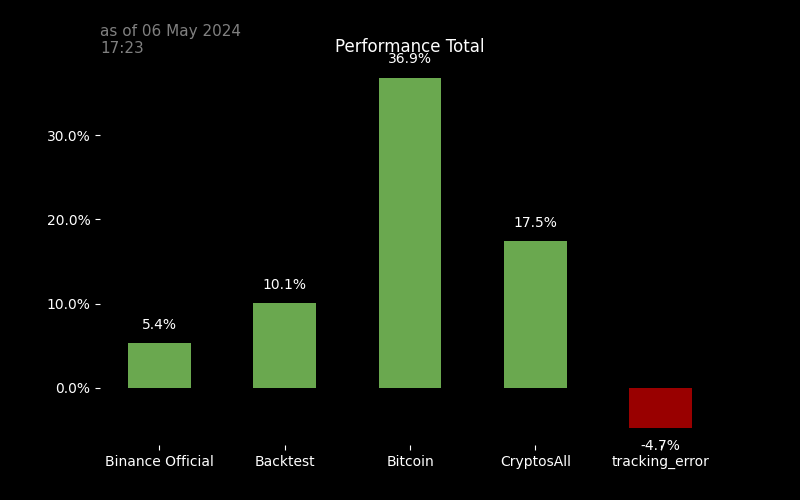 as of 06 May 2024
17:23
Performance Total
36.9%
30.0%
20.0%
17.5%
10.1%
10.0%
5.4%
0.0%
-4.7%
Binance Official
Backtest
Bitcoin
CryptosAll
tracking_error